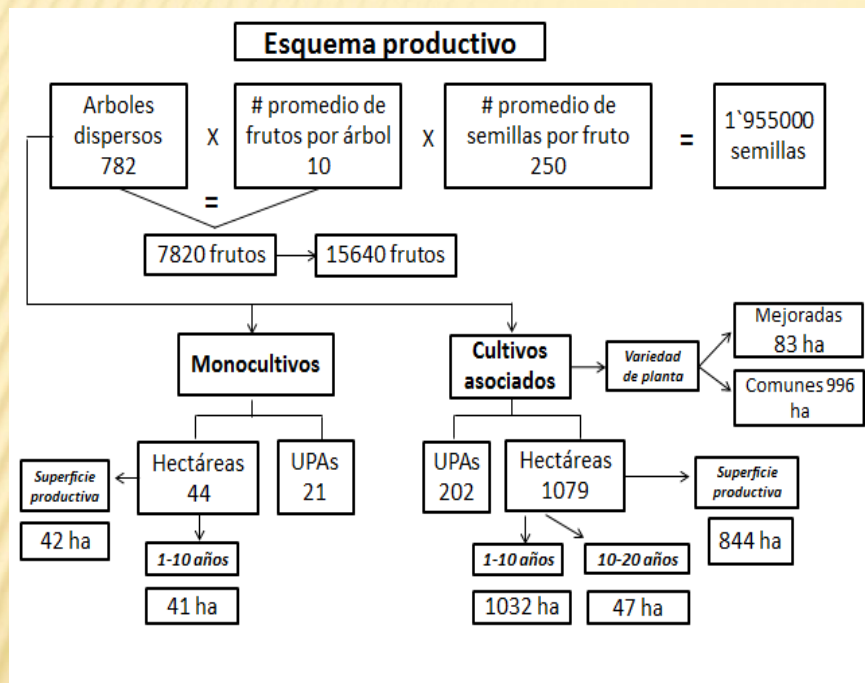 Esquema productivo
Arboles
dispersos
782
X
# promedio de
frutos por árbol
10
X
# promedio de
semillas por fruto
250
=
1`955000
semillas
=
7820 frutos
15640 frutos
Monocultivos
Cultivos
asociados
Variedad
de planta
Mejoradas
83 ha
Comunes 996
ha
Superficie
productiva
42 ha
Hectáreas
44
UPAs
21
1-10 años
41 ha
UPAs
202
Hectáreas
1079
Superficie
productiva
844 ha
1-10 años
1032 ha
10-20 años
47 ha